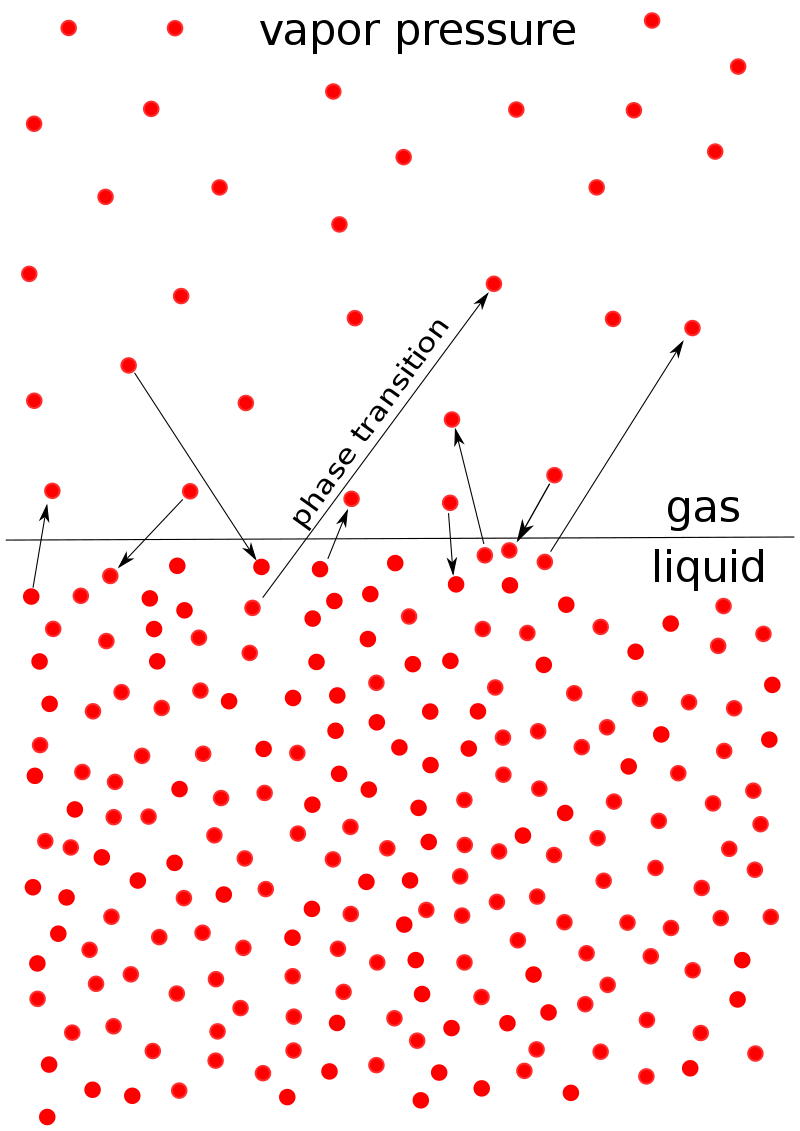 vapor pressure
phase transition
gas
liquid